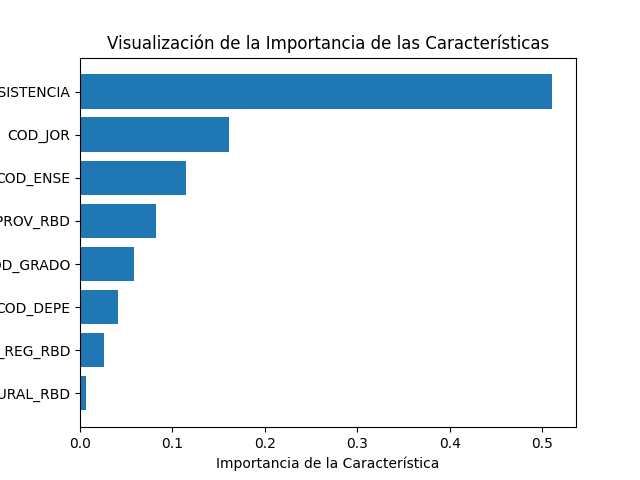 Visualización de la Importancia de las Características
SISTENCIA
COD_JOR
COD_ENSE
PROV_RBD
OD_GRADO
COD_DEPE
_REG_RBD
URAL_RBD
0.0 0.1 0.2 0.3 0.4 0.5
Importancia de la Característica